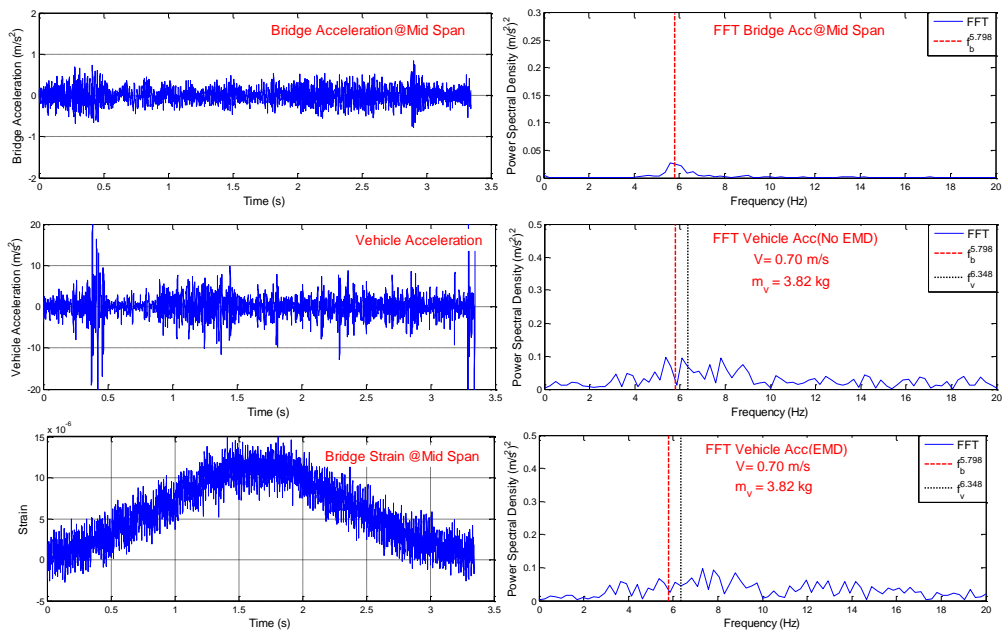 Bridge Acceleration@Mid Span
Bridge Acceleration (m/s²)
2
1
0
-1
-2
0 0.5 1 1.5 2 2.5 3 3.5
Time (s)
FFT Bridge Acc@Mid Span
FFT
f_b^5.798
Power Spectral Density (m/s²)²
0.3
0.25
0.2
0.15
0.1
0.05
0
0 2 4 6 8 10 12 14 16 18 20
Frequency (Hz)
Vehicle Acceleration
Vehicle Acceleration (m/s²)
20
10
0
-10
-20
0 0.5 1 1.5 2 2.5 3 3.5
Time (s)
FFT Vehicle Acc(No EMD)
V= 0.70 m/s
m_v = 3.82 kg
FFT
f_b^5.798
f_v^6.348
Power Spectral Density (m/s²)²
0.5
0.4
0.3
0.2
0.1
0
0 2 4 6 8 10 12 14 16 18 20
Frequency (Hz)
x 10⁻⁶
Bridge Strain @Mid Span
Strain
15
10
5
0
-5
0 0.5 1 1.5 2 2.5 3 3.5
Time (s)
FFT Vehicle Acc(EMD)
V= 0.70 m/s
m_v = 3.82 kg
FFT
f_b^5.798
f_v^6.348
Power Spectral Density (m/s²)²
0.5
0.4
0.3
0.2
0.1
0
0 2 4 6 8 10 12 14 16 18 20
Frequency (Hz)